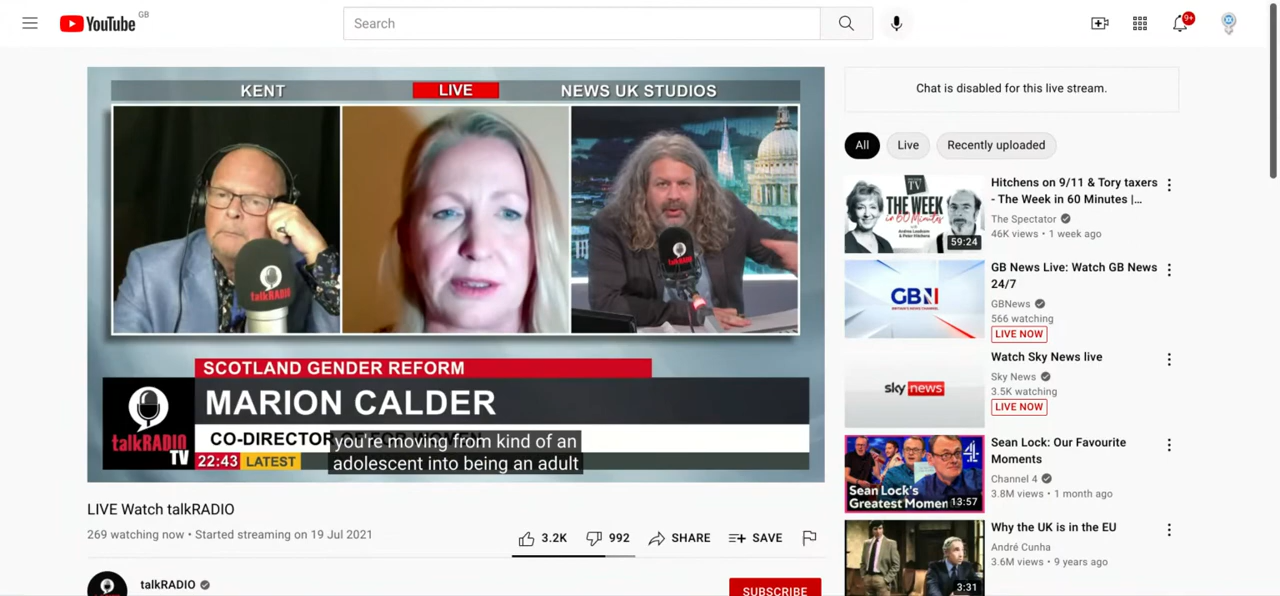 YouTube
GB
Search
9+
KENT
LIVE
NEWS UK STUDIOS
talkRADIO
talkRADIO
SCOTLAND GENDER REFORM
MARION CALDER
CO-DIRECTOR
you're moving from kind of an
adolescent into being an adult
talkRADIO
TV
22:43
LATEST
LIVE Watch talkRADIO
269 watching now • Started streaming on 19 Jul 2021
3.2K
992
SHARE
SAVE
talkRADIO
SUBSCRIBE
Chat is disabled for this live stream.
All
Live
Recently uploaded
TV
THE WEEK
in 60 Minutes
59:24
Hitchens on 9/11 & Tory taxers
- The Week in 60 Minutes |...
The Spectator
46K views • 1 week ago
GBN
GB News Live: Watch GB News
24/7
GBNews
566 watching
LIVE NOW
sky news
Watch Sky News live
Sky News
3.5K watching
LIVE NOW
4
Sean Lock's
Greatest Momen
13:57
Sean Lock: Our Favourite
Moments
Channel 4
3.8M views • 1 month ago
3:31
Why the UK is in the EU
André Cunha
3.6M views • 9 years ago